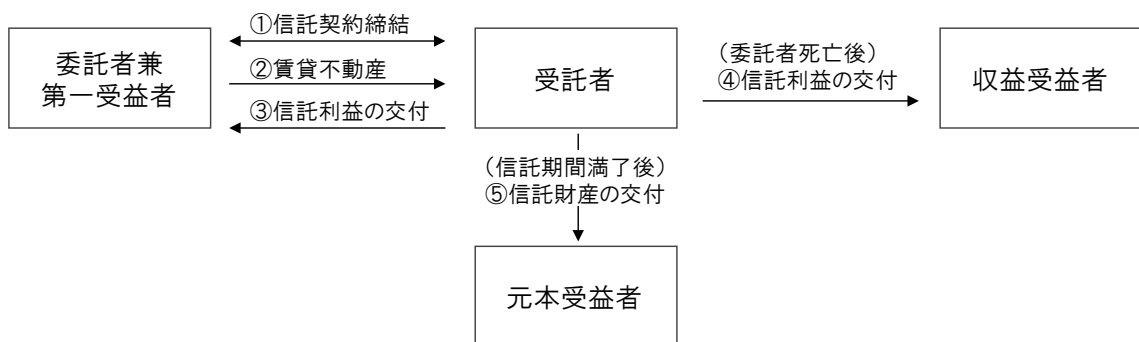 ①信託契約締結
委託者兼
第一受益者
②賃貸不動産
③信託利益の交付
受託者
（委託者死亡後）
④信託利益の交付
収益受益者
（信託期間満了後）
⑤信託財産の交付
元本受益者